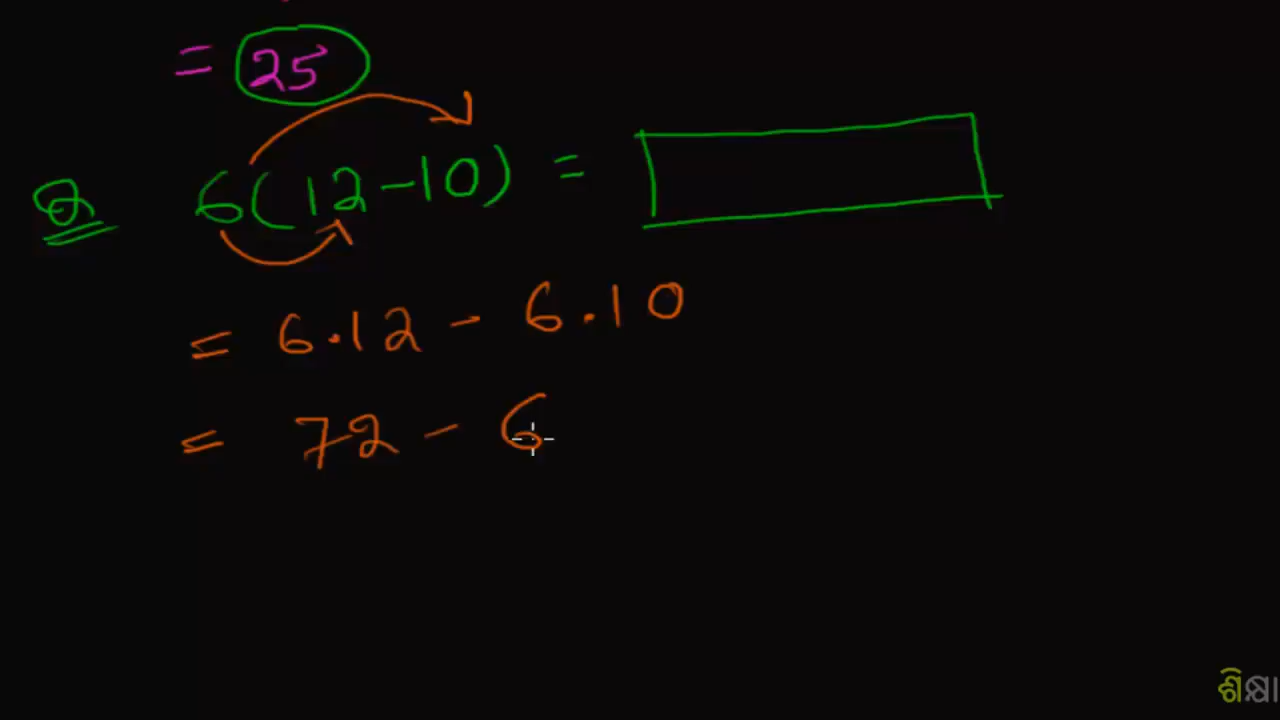 = 25
Q 6(12-10) =
= 6.12 - 6.10
= 72 - 6
ଶିକ୍ଷା